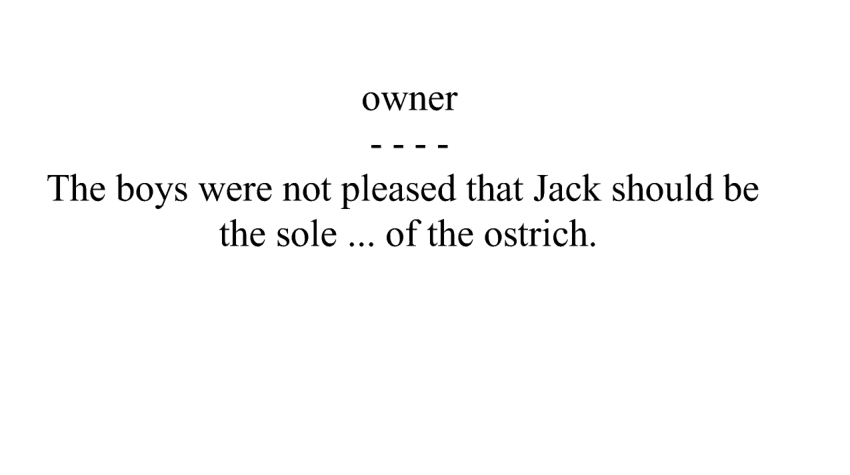 owner
- - - -
The boys were not pleased that Jack should be
the sole ... of the ostrich.